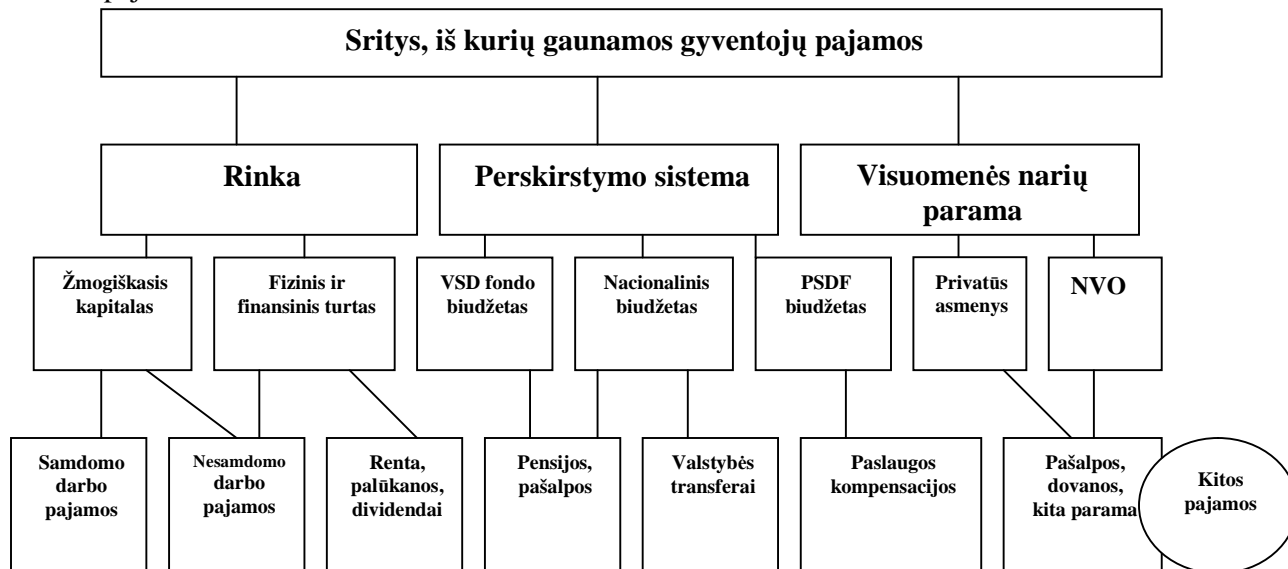 Sritys, iš kurių gaunamos gyventojų pajamos
Rinka
Perskirstymo sistema
Visuomenės narių
parama
Žmogiškasis
kapitalas
Fizinis ir
finansinis turtas
VSD fondo
biudžetas
Nacionalinis
biudžetas
PSDF
biudžetas
Privatūs
asmenys
NVO
Samdomo
darbo
pajamos
Nesamdomo
darbo
pajamos
Renta,
palūkanos,
dividendai
Pensijos,
pašalpos
Valstybės
transferai
Paslaugos
kompensacijos
Pašalpos,
dovanos,
kita parama
Kitos
pajamos